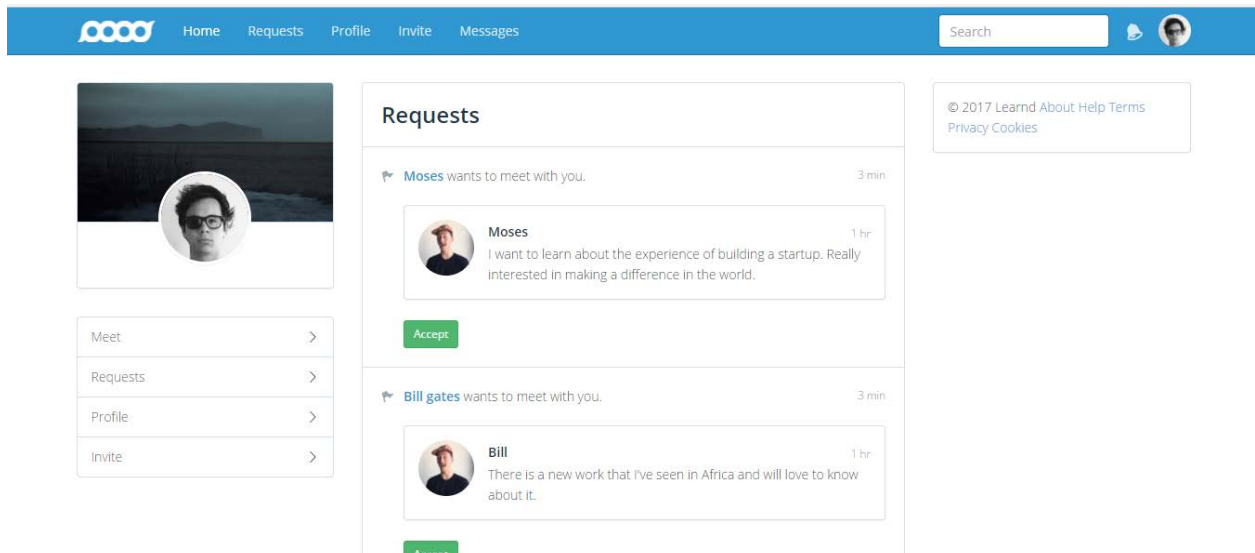 Home Requests Profile Invite Messages Search
Requests
Moses wants to meet with you. 3 min
Moses 1 hr
I want to learn about the experience of building a startup. Really
interested in making a difference in the world.
Accept
Bill gates wants to meet with you. 3 min
Bill 1 hr
There is a new work that I've seen in Africa and will love to know
about it.
Accept
Meet
Requests
Profile
Invite
© 2017 Learnd About Help Terms
Privacy Cookies